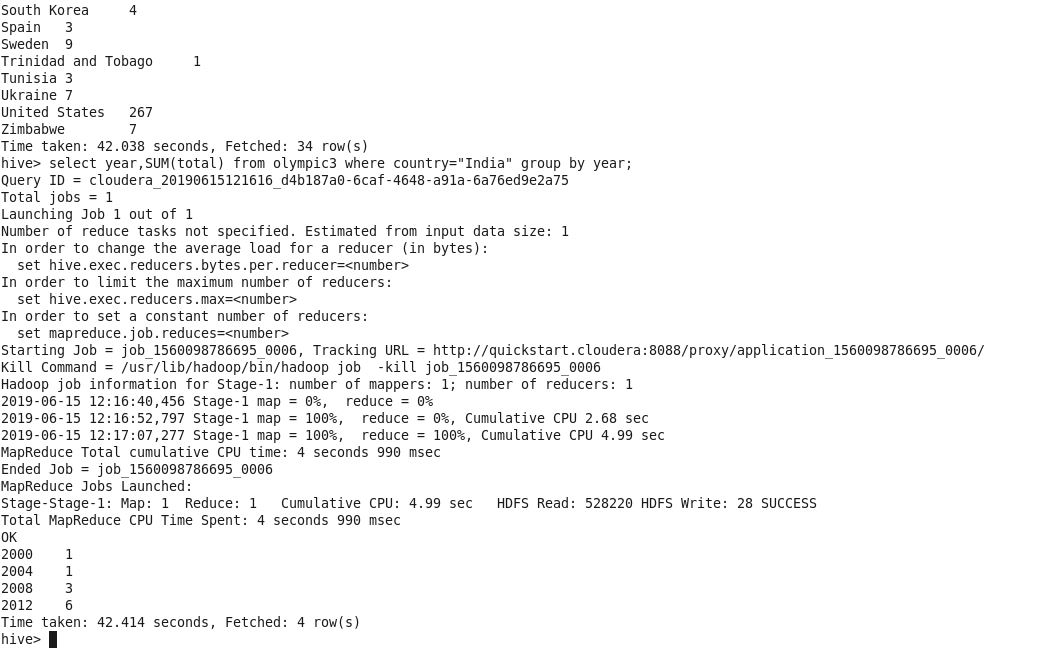 South Korea     4
Spain   3
Sweden  9
Trinidad and Tobago     1
Tunisia 3
Ukraine 7
United States   267
Zimbabwe        7
Time taken: 42.038 seconds, Fetched: 34 row(s)
hive> select year,SUM(total) from olympic3 where country="India" group by year;
Query ID = cloudera_20190615121616_d4b187a0-6caf-4648-a91a-6a76ed9e2a75
Total jobs = 1
Launching Job 1 out of 1
Number of reduce tasks not specified. Estimated from input data size: 1
In order to change the average load for a reducer (in bytes):
  set hive.exec.reducers.bytes.per.reducer=<number>
In order to limit the maximum number of reducers:
  set hive.exec.reducers.max=<number>
In order to set a constant number of reducers:
  set mapreduce.job.reduces=<number>
Starting Job = job_1560098786695_0006, Tracking URL = http://quickstart.cloudera:8088/proxy/application_1560098786695_0006/
Kill Command = /usr/lib/hadoop/bin/hadoop job  -kill job_1560098786695_0006
Hadoop job information for Stage-1: number of mappers: 1; number of reducers: 1
2019-06-15 12:16:40,456 Stage-1 map = 0%,  reduce = 0%
2019-06-15 12:16:52,797 Stage-1 map = 100%,  reduce = 0%, Cumulative CPU 2.68 sec
2019-06-15 12:17:07,277 Stage-1 map = 100%,  reduce = 100%, Cumulative CPU 4.99 sec
MapReduce Total cumulative CPU time: 4 seconds 990 msec
Ended Job = job_1560098786695_0006
MapReduce Jobs Launched:
Stage-Stage-1: Map: 1  Reduce: 1   Cumulative CPU: 4.99 sec   HDFS Read: 528220 HDFS Write: 28 SUCCESS
Total MapReduce CPU Time Spent: 4 seconds 990 msec
OK
2000    1
2004    1
2008    3
2012    6
Time taken: 42.414 seconds, Fetched: 4 row(s)
hive>